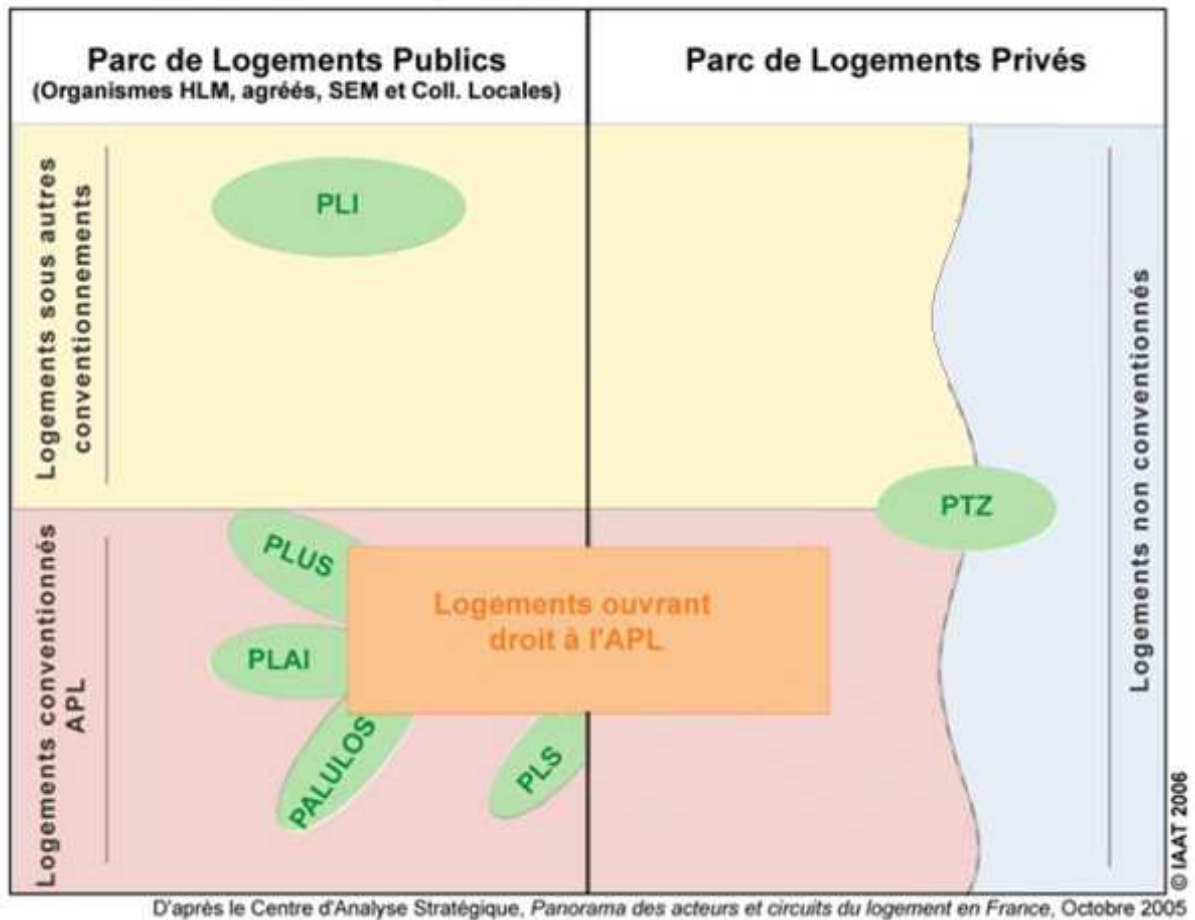 Parc de Logements Publics
(Organismes HLM, agréés, SEM et Coll. Locales)
Parc de Logements Privés
Logements sous autres
conventionnements
PLI
Logements non conventionnés
PTZ
Logements conventionnés
APL
PLUS
Logements ouvrant
droit à l'APL
PLAI
PALULOS
PLS
© IAAT 2006
D'après le Centre d'Analyse Stratégique, Panorama des acteurs et circuits du logement en France, Octobre 2005